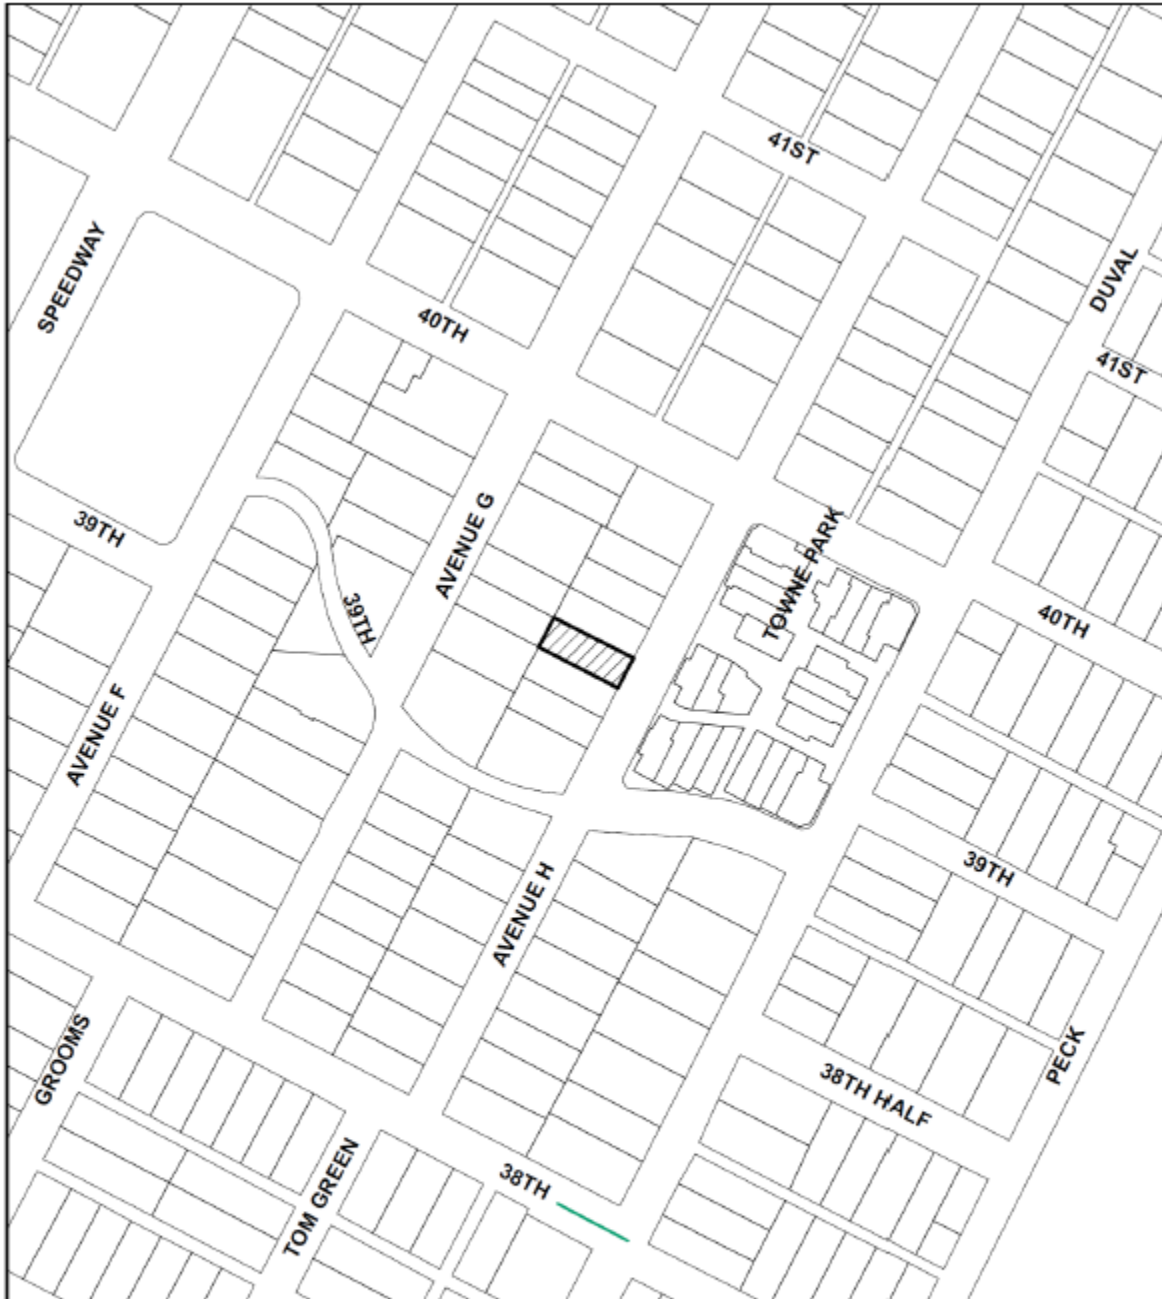 41ST
SPEEDWAY
DUVAL
40TH
41ST
39TH
AVENUE G
TOWNE PARK
39TH
40TH
AVENUE F
39TH
AVENUE H
GROOMS
PECK
38TH HALF
TOM GREEN
38TH